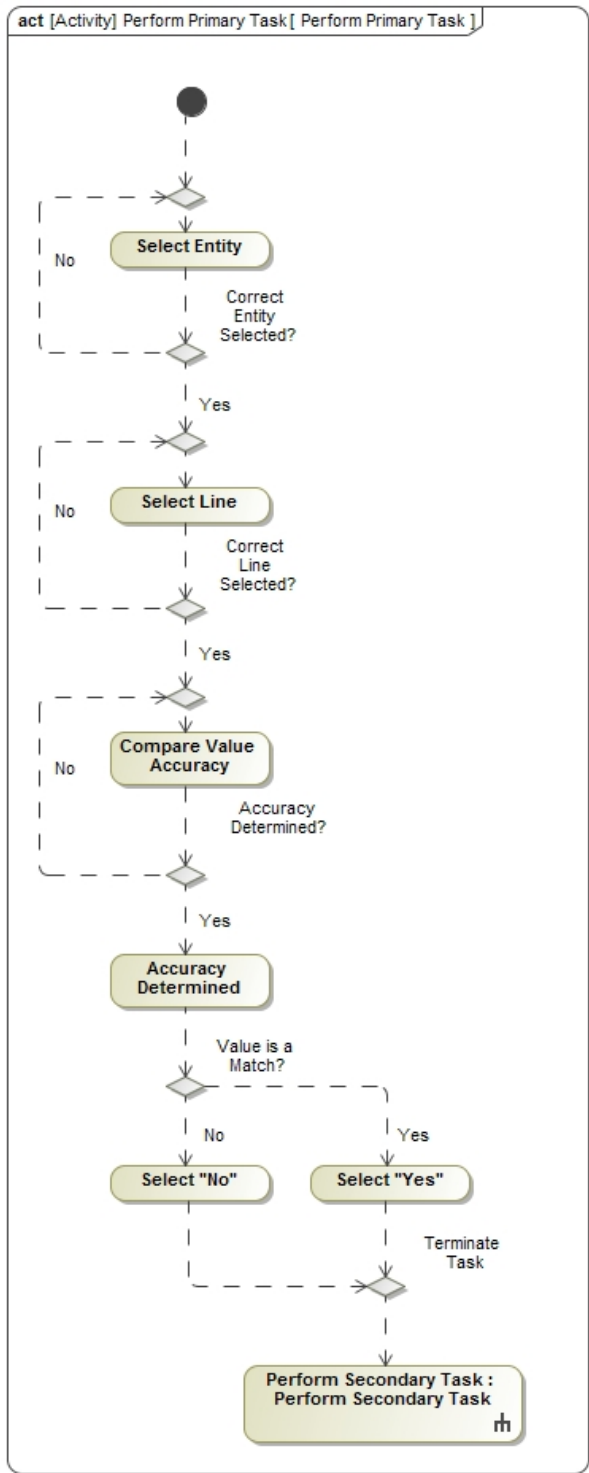 act [Activity] Perform Primary Task[ Perform Primary Task ]
Select Entity
No
Correct
Entity
Selected?
Yes
Select Line
No
Correct
Line
Selected?
Yes
Compare Value
Accuracy
No
Accuracy
Determined?
Yes
Accuracy
Determined
Value is a
Match?
No
Yes
Select "No"
Select "Yes"
Terminate
Task
Perform Secondary Task :
Perform Secondary Task